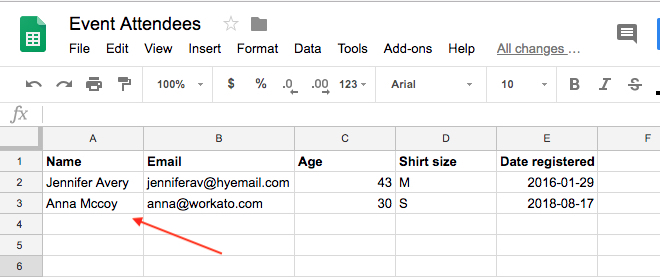 Event Attendees
File Edit View Insert Format Data Tools Add-ons Help All changes ...
100% $ % .0 .00 123 Arial 10 B I S
fx
A B C D E F
1 Name Email Age Shirt size Date registered
2 Jennifer Avery jenniferav@hyemail.com 43 M 2016-01-29
3 Anna Mccoy anna@workato.com 30 S 2018-08-17
4
5
6